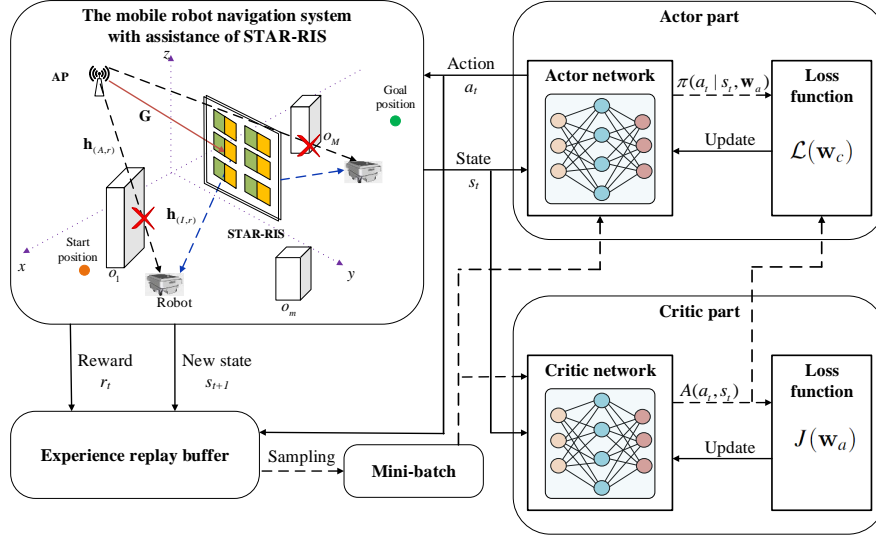 The mobile robot navigation system
with assistance of STAR-RIS
z
AP
G
h(A,r)
Goal
position
o_M
h(I,r)
STAR-RIS
Start
position
x
y
o_1
Robot
o_m
Action
a_t
State
s_t
Actor part
Actor network
π(a_t | s_t, w_a)
Loss
function
Update
L(w_c)
Critic part
Critic network
A(a_t, s_t)
Loss
function
Update
J(w_a)
Reward
r_t
New state
s_{t+1}
Experience replay buffer
Sampling
Mini-batch